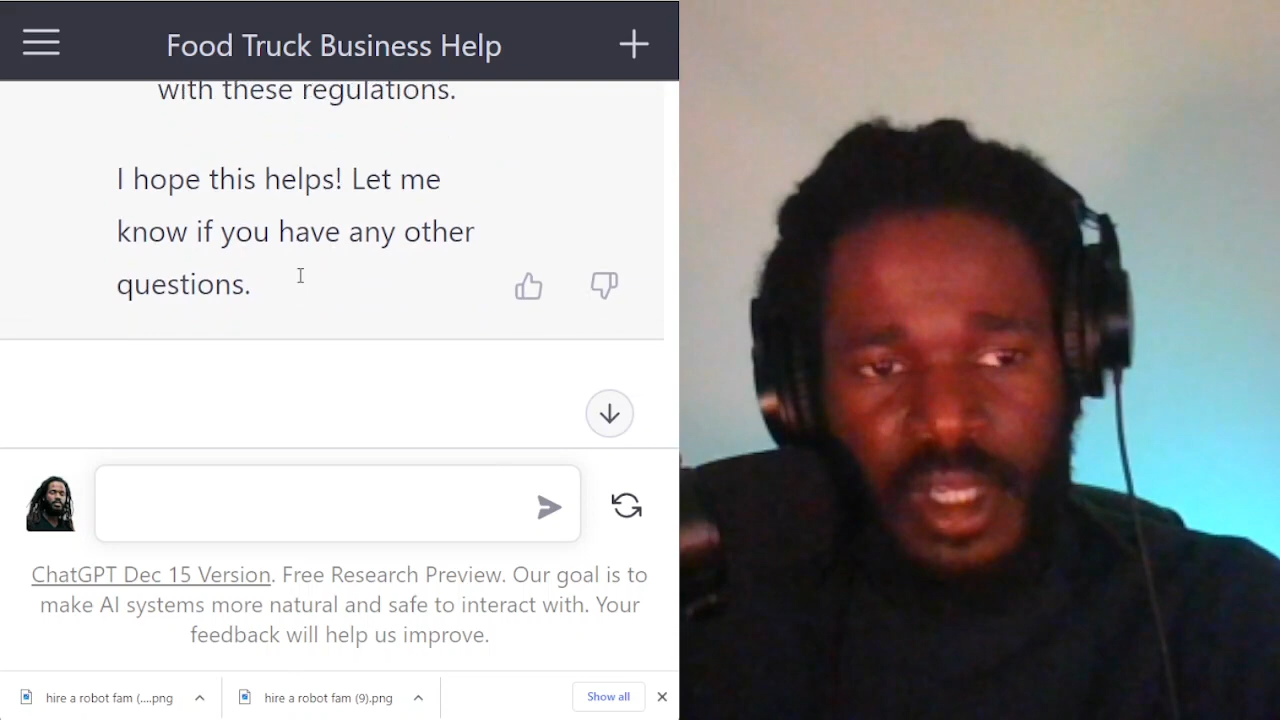 Food Truck Business Help
with these regulations.
I hope this helps! Let me
know if you have any other
questions.
ChatGPT Dec 15 Version. Free Research Preview. Our goal is to
make AI systems more natural and safe to interact with. Your
feedback will help us improve.
hire a robot fam (....png
hire a robot fam (9).png
Show all